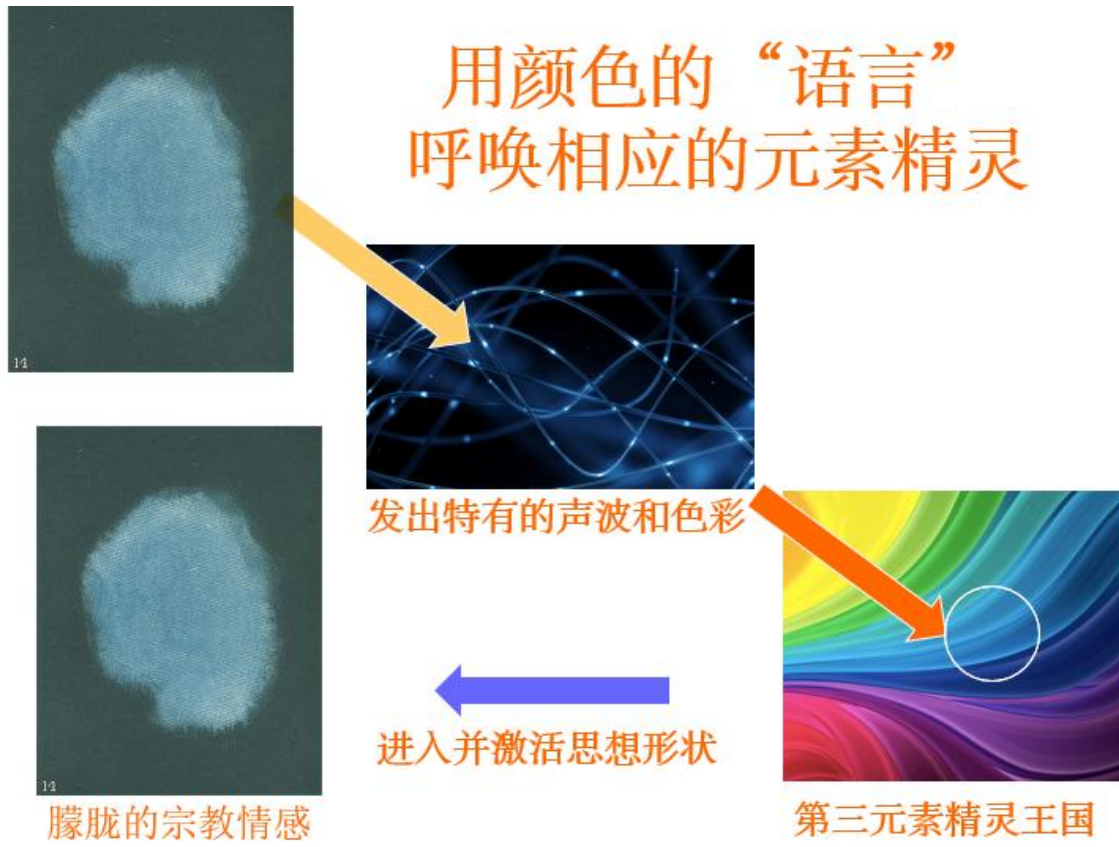 用颜色的“语言”
呼唤相应的元素精灵
14
发出特有的声波和色彩
进入并激活思想形状
14
朦胧的宗教情感
第三元素精灵王国